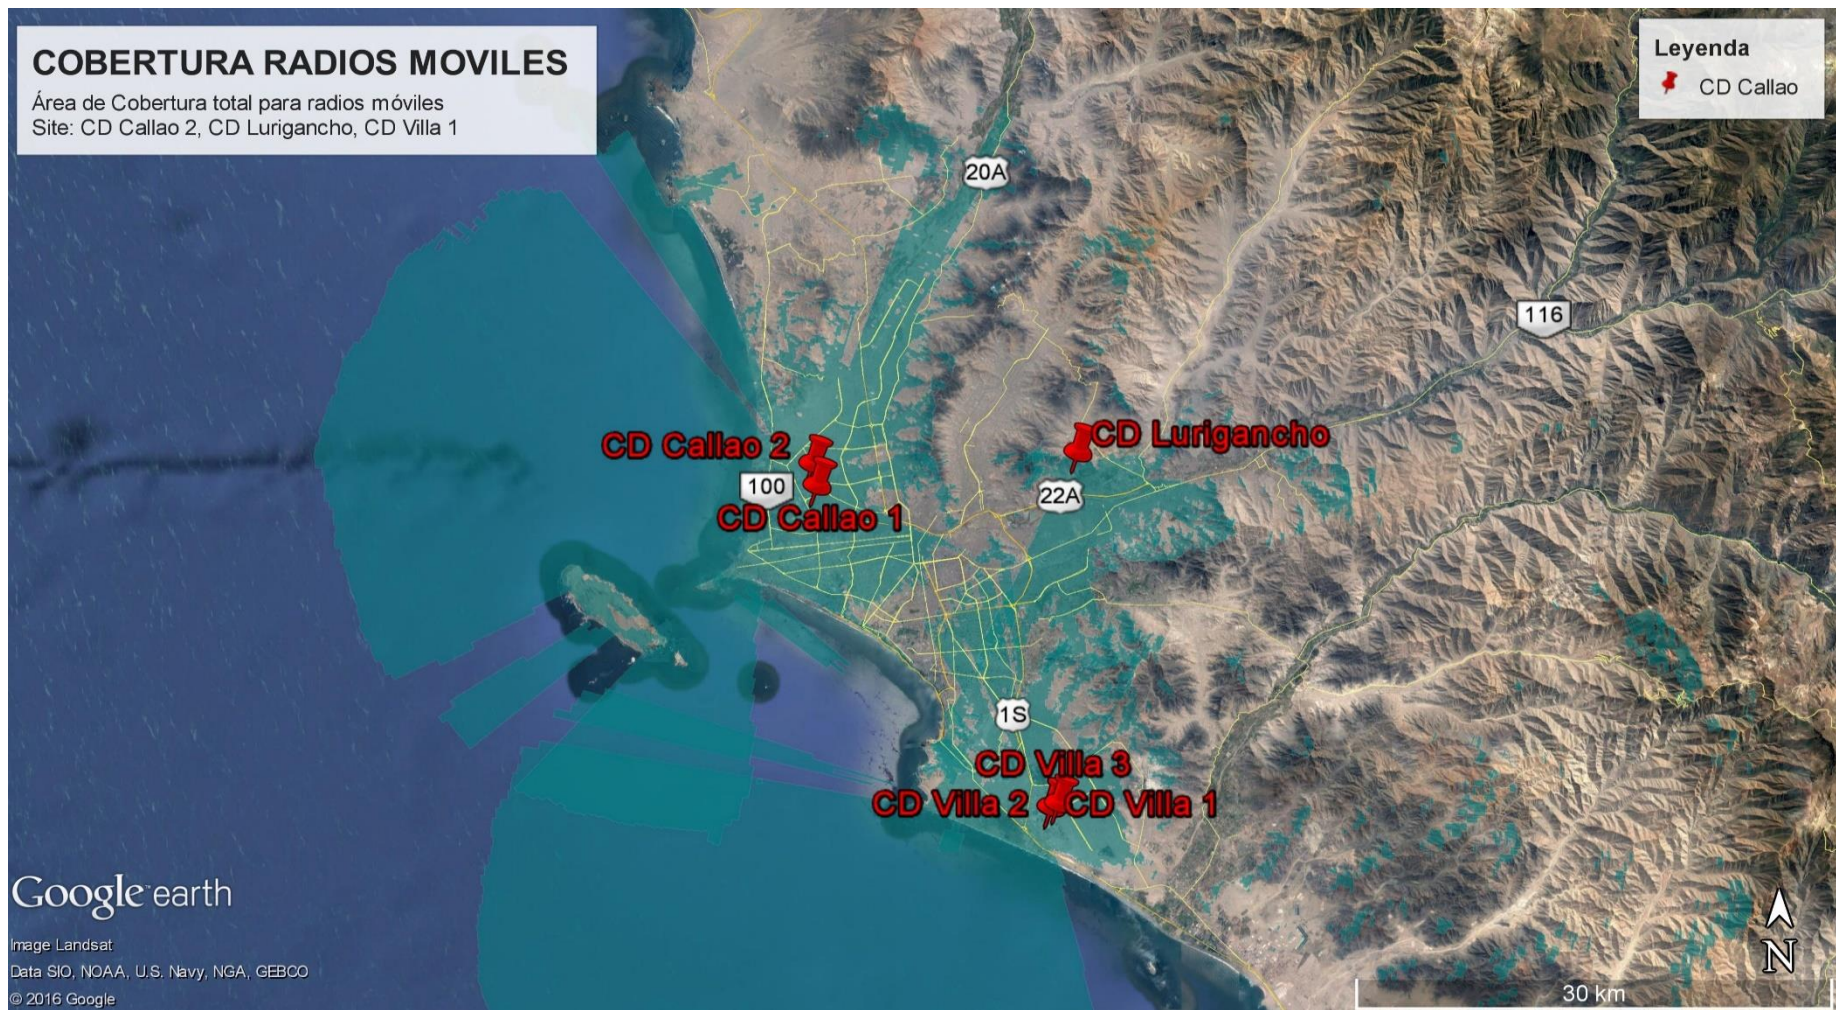 COBERTURA RADIOS MOVILES
Área de Cobertura total para radios móviles
Site: CD Callao 2, CD Lurigancho, CD Villa 1
Leyenda
CD Callao
20A
116
CD Callao 2
CD Lurigancho
100
22A
CD Callao 1
1S
CD Villa 3
CD Villa 2
CD Villa 1
Google earth
Image Landsat
Data SIO, NOAA, U.S. Navy, NGA, GEBCO
© 2016 Google
N
30 km